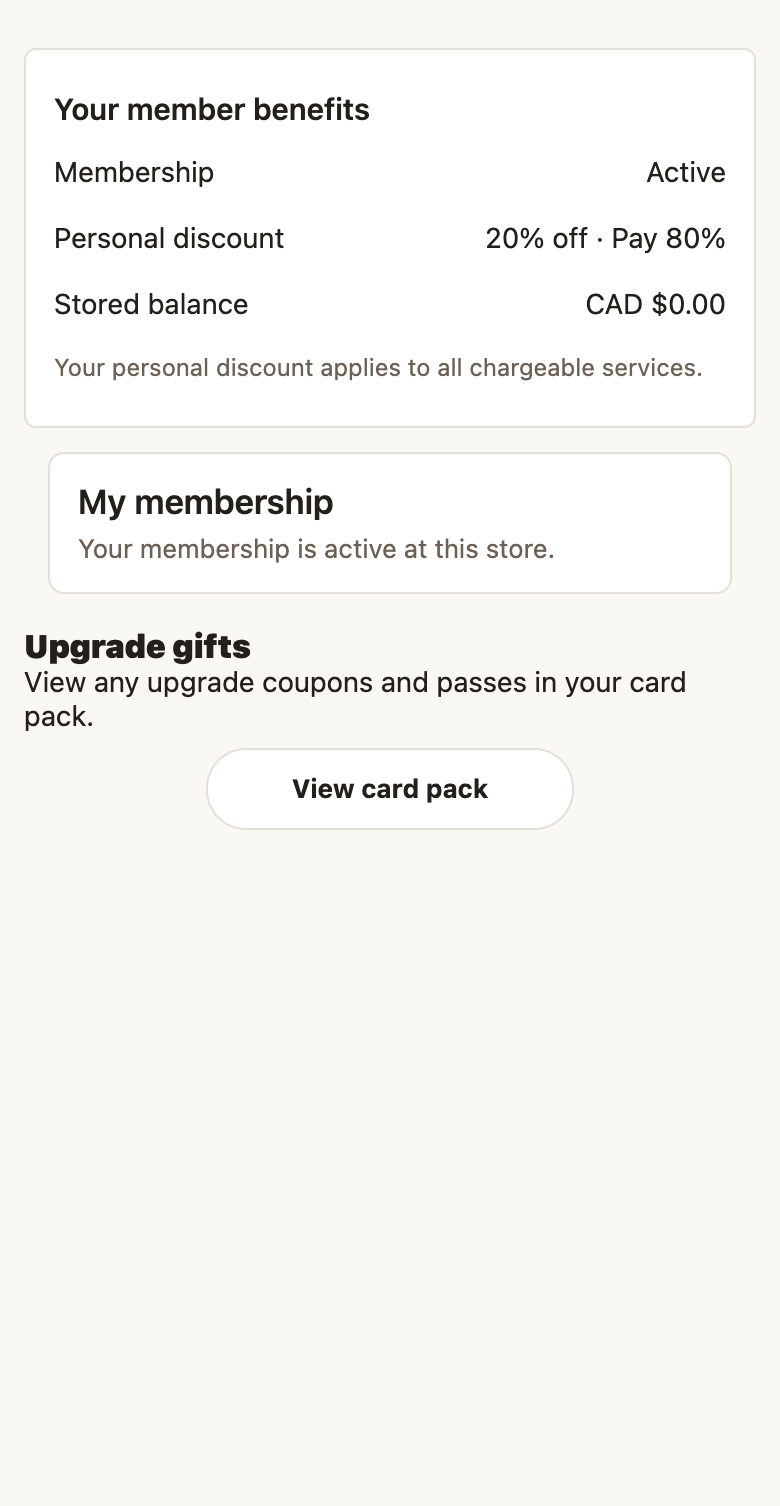 Your member benefits
Membership Active
Personal discount 20% off · Pay 80%
Stored balance CAD $0.00
Your personal discount applies to all chargeable services.
My membership
Your membership is active at this store.
Upgrade gifts
View any upgrade coupons and passes in your card
pack.
View card pack